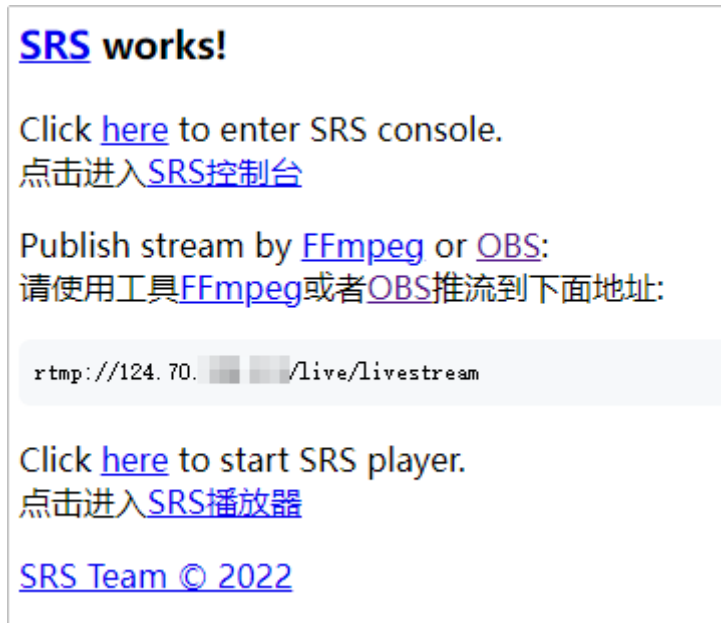 SRS works!
Click here to enter SRS console.
点击进入SRS控制台
Publish stream by FFmpeg or OBS:
请使用工具FFmpeg或者OBS推流到下面地址:
rtmp://124.70. /live/livestream
Click here to start SRS player.
点击进入SRS播放器
SRS Team © 2022